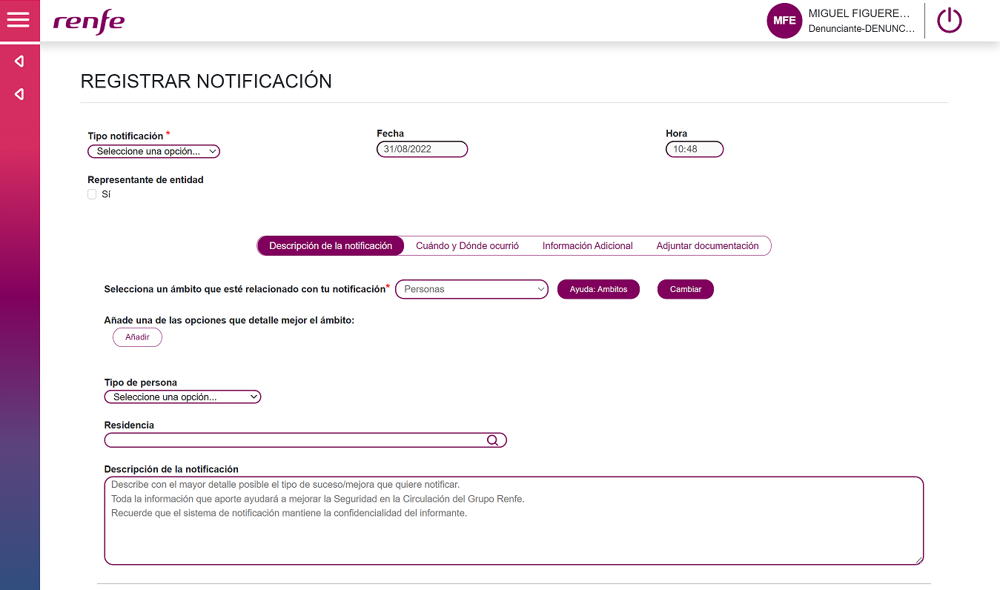 renfe
MFE
MIGUEL FIGUERE...
Denunciante-DENUNC...
REGISTRAR NOTIFICACIÓN
Tipo notificación *
Seleccione una opción...
Fecha
31/08/2022
Hora
10:48
Representante de entidad
Sí
Descripción de la notificación
Cuándo y Dónde ocurrió
Información Adicional
Adjuntar documentación
Selecciona un ámbito que esté relacionado con tu notificación*
Personas
Ayuda: Ambitos
Cambiar
Añade una de las opciones que detalle mejor el ámbito:
Añadir
Tipo de persona
Seleccione una opción...
Residencia
Descripción de la notificación
Describe con el mayor detalle posible el tipo de suceso/mejora que quiere notificar.
Toda la información que aporte ayudará a mejorar la Seguridad en la Circulación del Grupo Renfe.
Recuerde que el sistema de notificación mantiene la confidencialidad del informante.